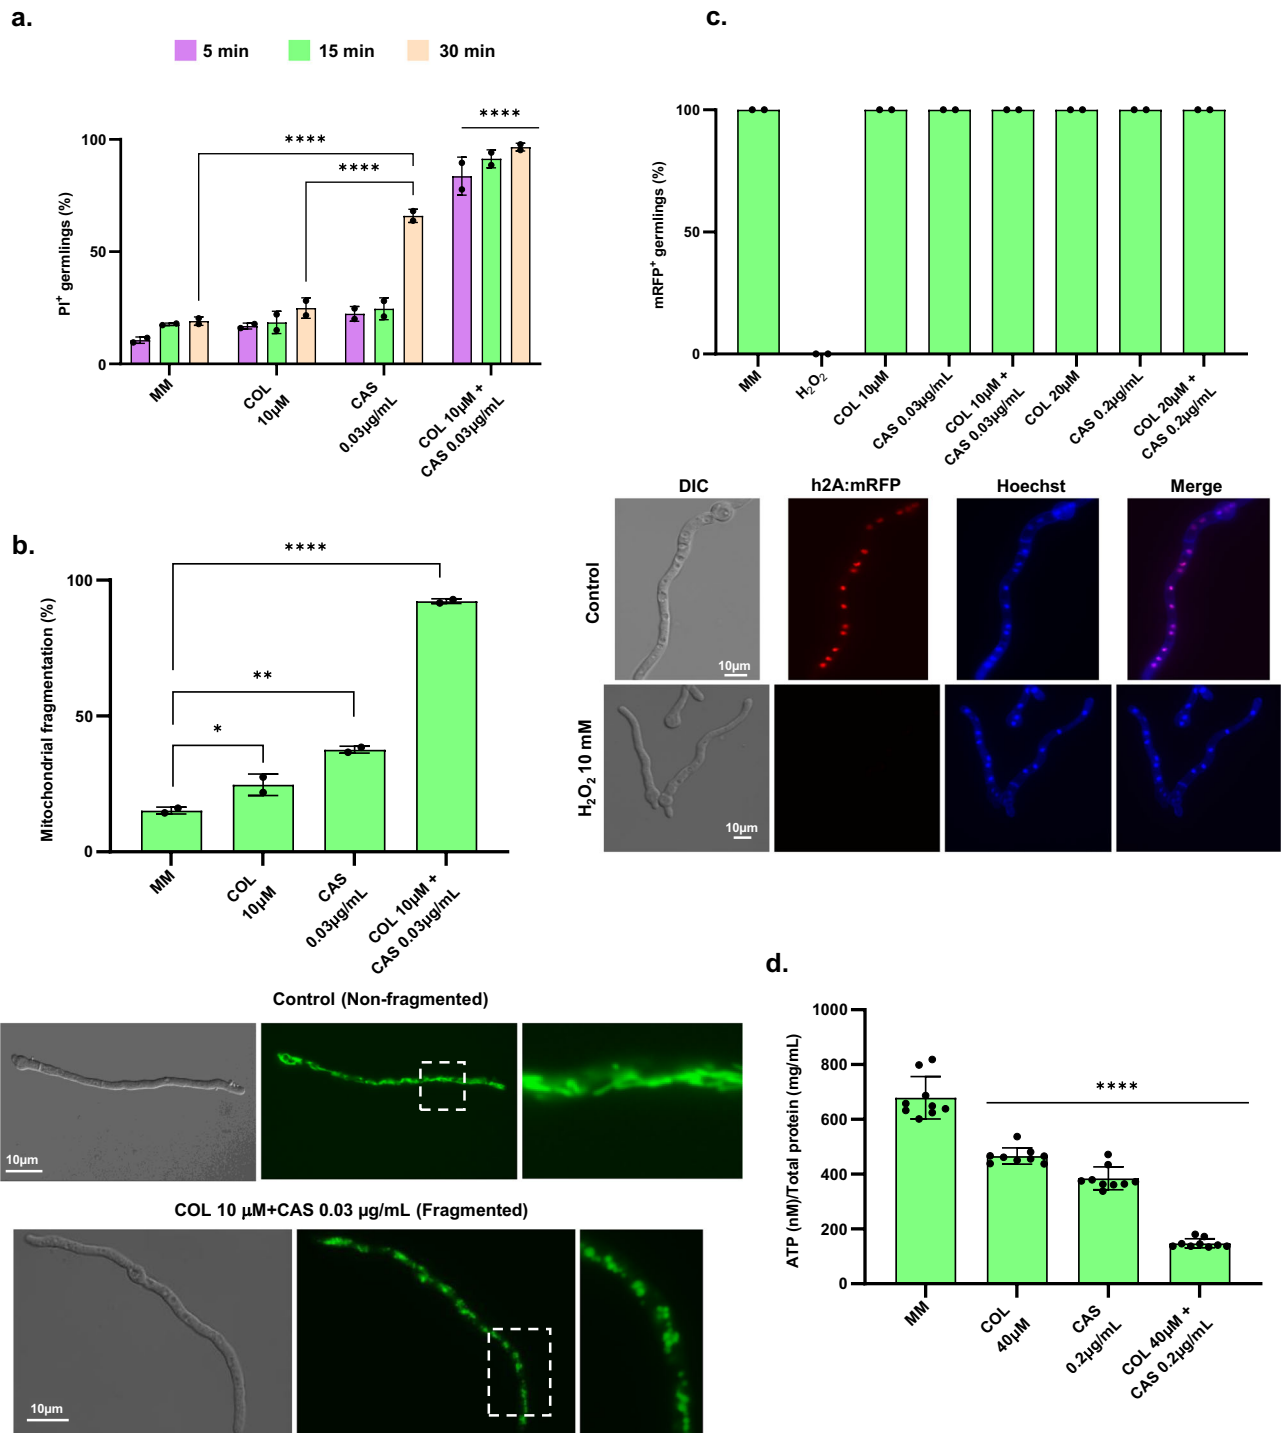 a.
5 min 15 min 30 min
PI⁺ germlings (%)
100
50
0
****
****
****
MM
COL
10µM
CAS
0.03µg/mL
COL 10µM +
CAS 0.03µg/mL
c.
mRFP⁺ germlings (%)
100
50
0
MM
H₂O₂
COL 10µM
CAS 0.03µg/mL
COL 10µM +
CAS 0.03µg/mL
COL 20µM
CAS 0.2µg/mL
COL 20µM +
CAS 0.2µg/mL
DIC h2A:mRFP Hoechst Merge
Control
10µm
H₂O₂ 10 mM
10µm
b.
Mitochondrial fragmentation (%)
100
50
0
****
**
*
MM
COL
10µM
CAS
0.03µg/mL
COL 10µM +
CAS 0.03µg/mL
Control (Non-fragmented)
10µm
COL 10 µM+CAS 0.03 µg/mL (Fragmented)
10µm
d.
ATP (nM)/Total protein (mg/mL)
1000
800
600
400
200
0
****
MM
COL
40µM
CAS
0.2µg/mL
COL 40µM +
CAS 0.2µg/mL